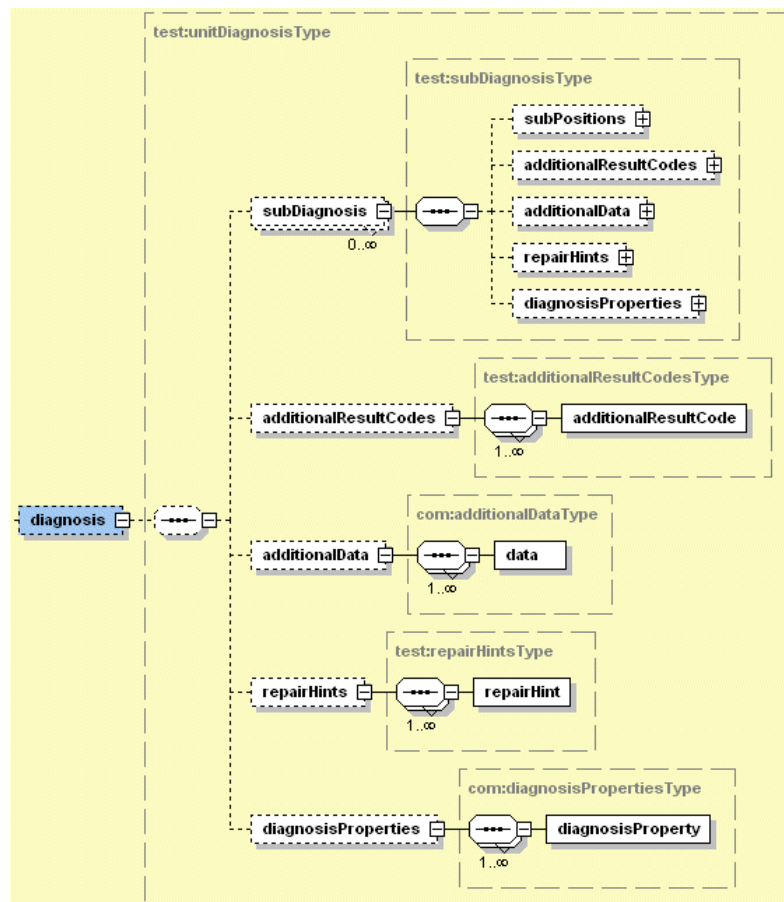 test:unitDiagnosisType
test:subDiagnosisType
subPositions
additionalResultCodes
subDiagnosis
0..∞
additionalData
repairHints
diagnosisProperties
test:additionalResultCodesType
additionalResultCodes
additionalResultCode
1..∞
diagnosis
com:additionalDataType
additionalData
data
1..∞
test:repairHintsType
repairHints
repairHint
1..∞
com:diagnosisPropertiesType
diagnosisProperties
diagnosisProperty
1..∞